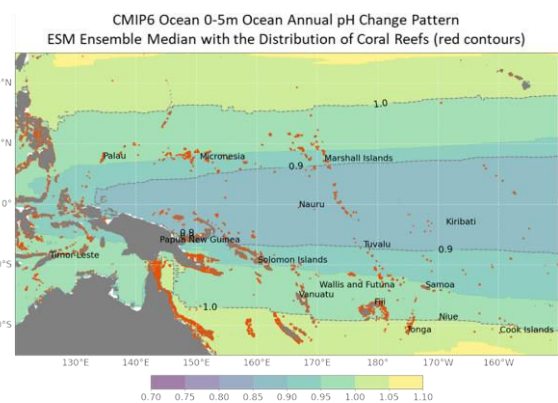 CMIP6 Ocean 0-5m Ocean Annual pH Change Pattern
ESM Ensemble Median with the Distribution of Coral Reefs (red contours)
°N
1.0
°N
Palau
Micronesia
Marshall Islands
0.9
0°
Nauru
Kiribati
0.8
Papua New Guinea
Tuvalu
0.9
Timor-Leste
Solomon Islands
°S
Wallis and Futuna
Samoa
Vanuatu
Fiji
1.0
Niue
°S
Tonga
Cook Islands
130°E
140°E
150°E
160°E
170°E
180°E
170°W
160°W
0.70
0.75
0.80
0.85
0.90
0.95
1.00
1.05
1.10